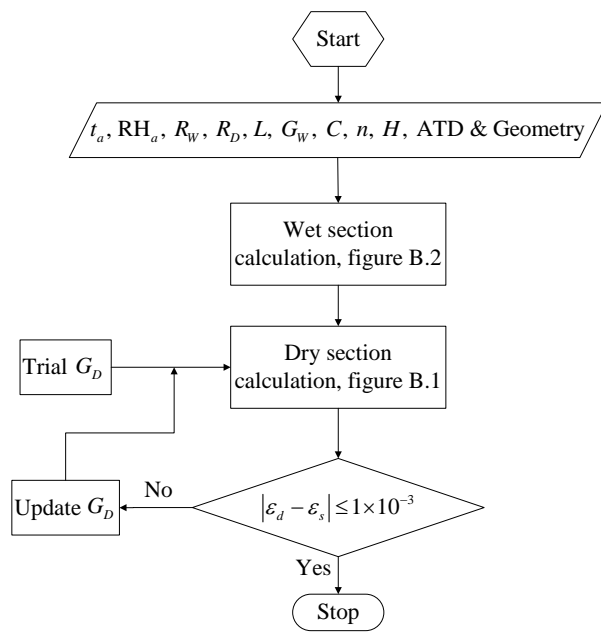 Start
t_a, RH_a, R_W, R_D, L, G_W, C, n, H, ATD & Geometry
Wet section
calculation, figure B.2
Trial G_D
Dry section
calculation, figure B.1
Update G_D
No
|ε_d − ε_s| ≤ 1×10⁻³
Yes
Stop